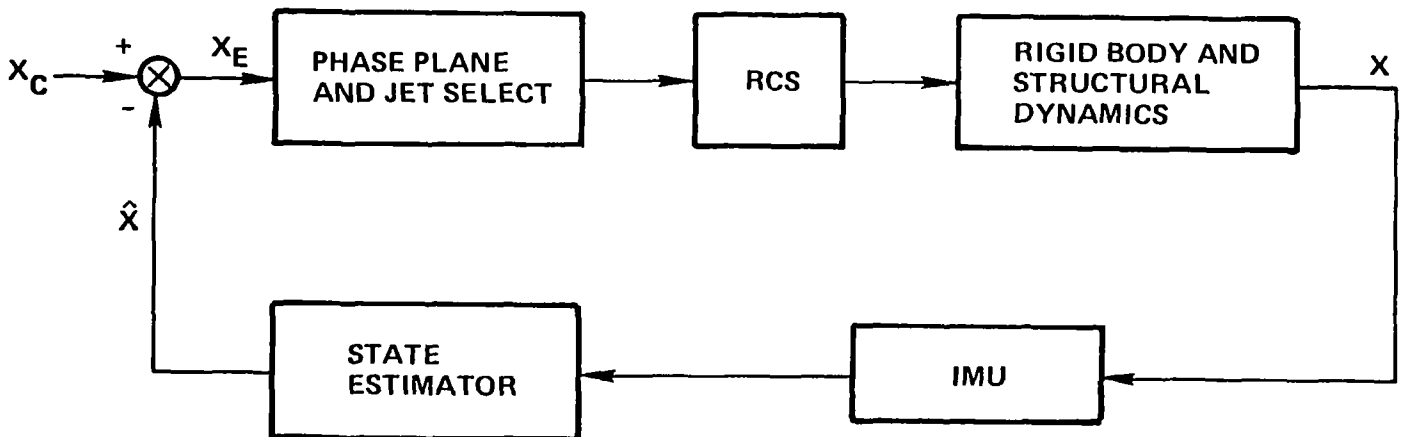 +
X_C
-
X_E
PHASE PLANE
AND JET SELECT
RCS
RIGID BODY AND
STRUCTURAL
DYNAMICS
X
X̂
STATE
ESTIMATOR
IMU